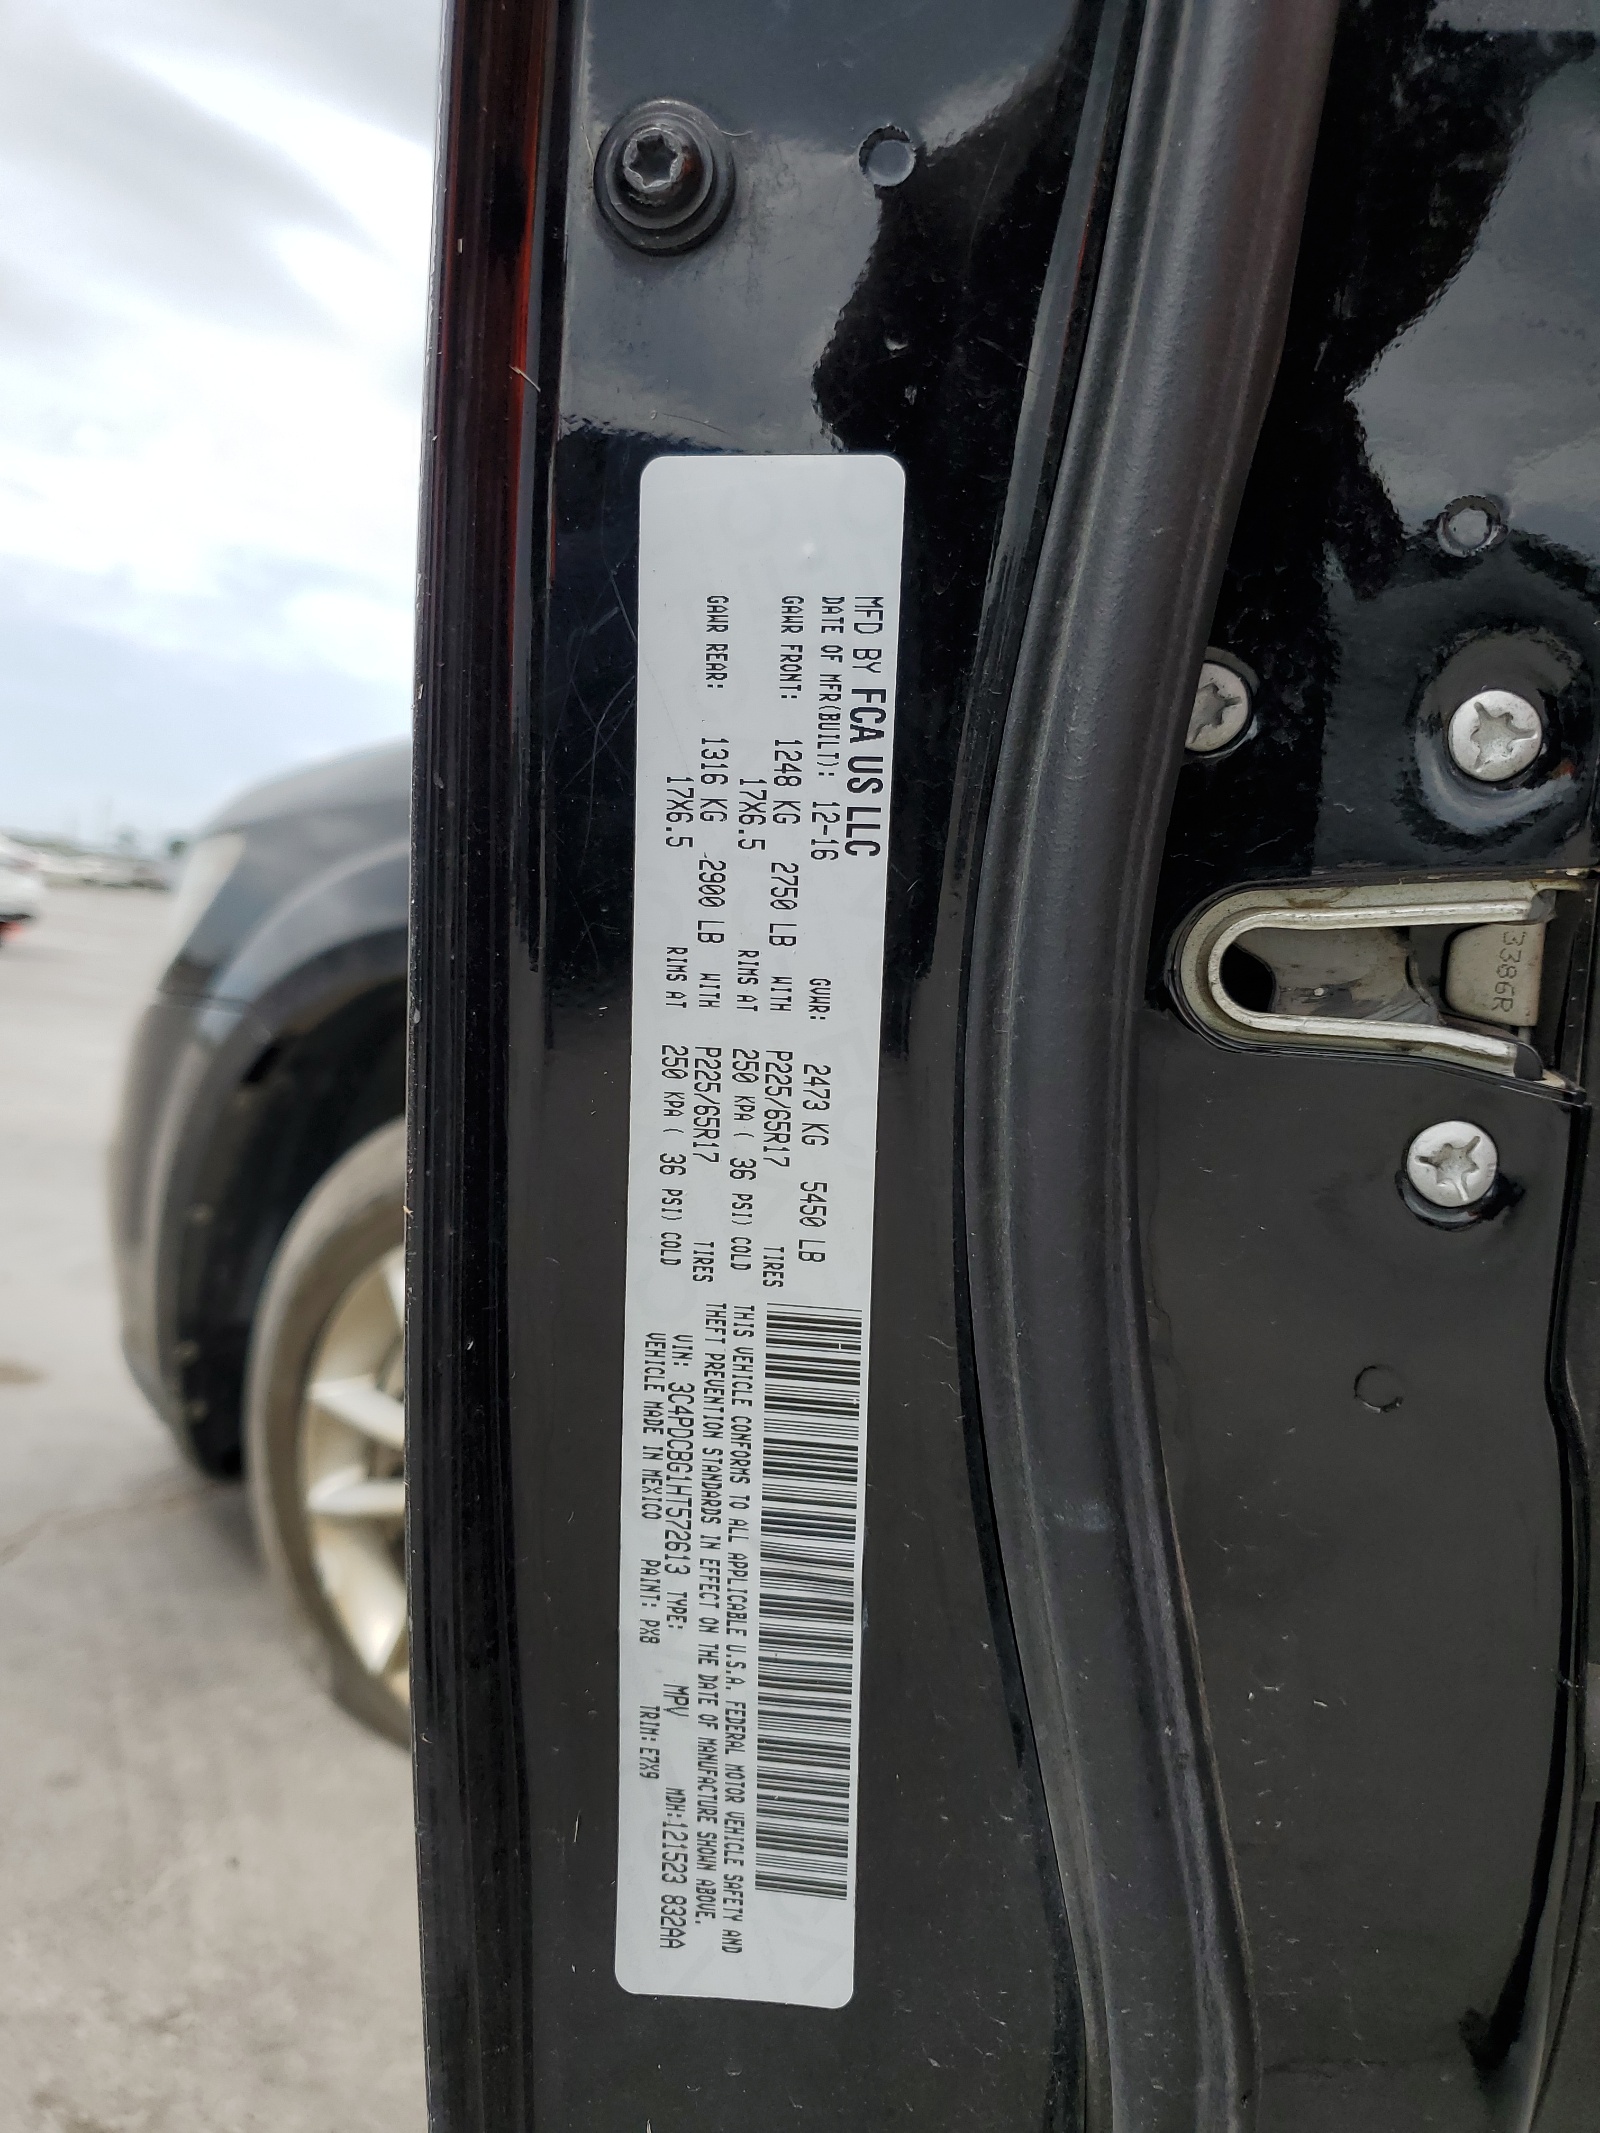 MFD BY FCA US LLC
DATE OF MFR(BUILT): 12-16 GVWR: 2473 KG 5450 LB
GAWR FRONT: 1248 KG 2750 LB WITH P225/65R17 TIRES
17X6.5 RIMS AT 250 KPA ( 36 PSI) COLD
GAWR REAR: 1316 KG 2900 LB WITH P225/65R17 TIRES
17X6.5 RIMS AT 250 KPA ( 36 PSI) COLD
THIS VEHICLE CONFORMS TO ALL APPLICABLE U.S.A. FEDERAL MOTOR VEHICLE SAFETY AND
THEFT PREVENTION STANDARDS IN EFFECT ON THE DATE OF MANUFACTURE SHOWN ABOVE.
VIN: 3C4PDCBG1HT572613 TYPE: MPV MDH:121523 832AA
VEHICLE MADE IN MEXICO PAINT: PX8 TRIM: E7X9
3386R